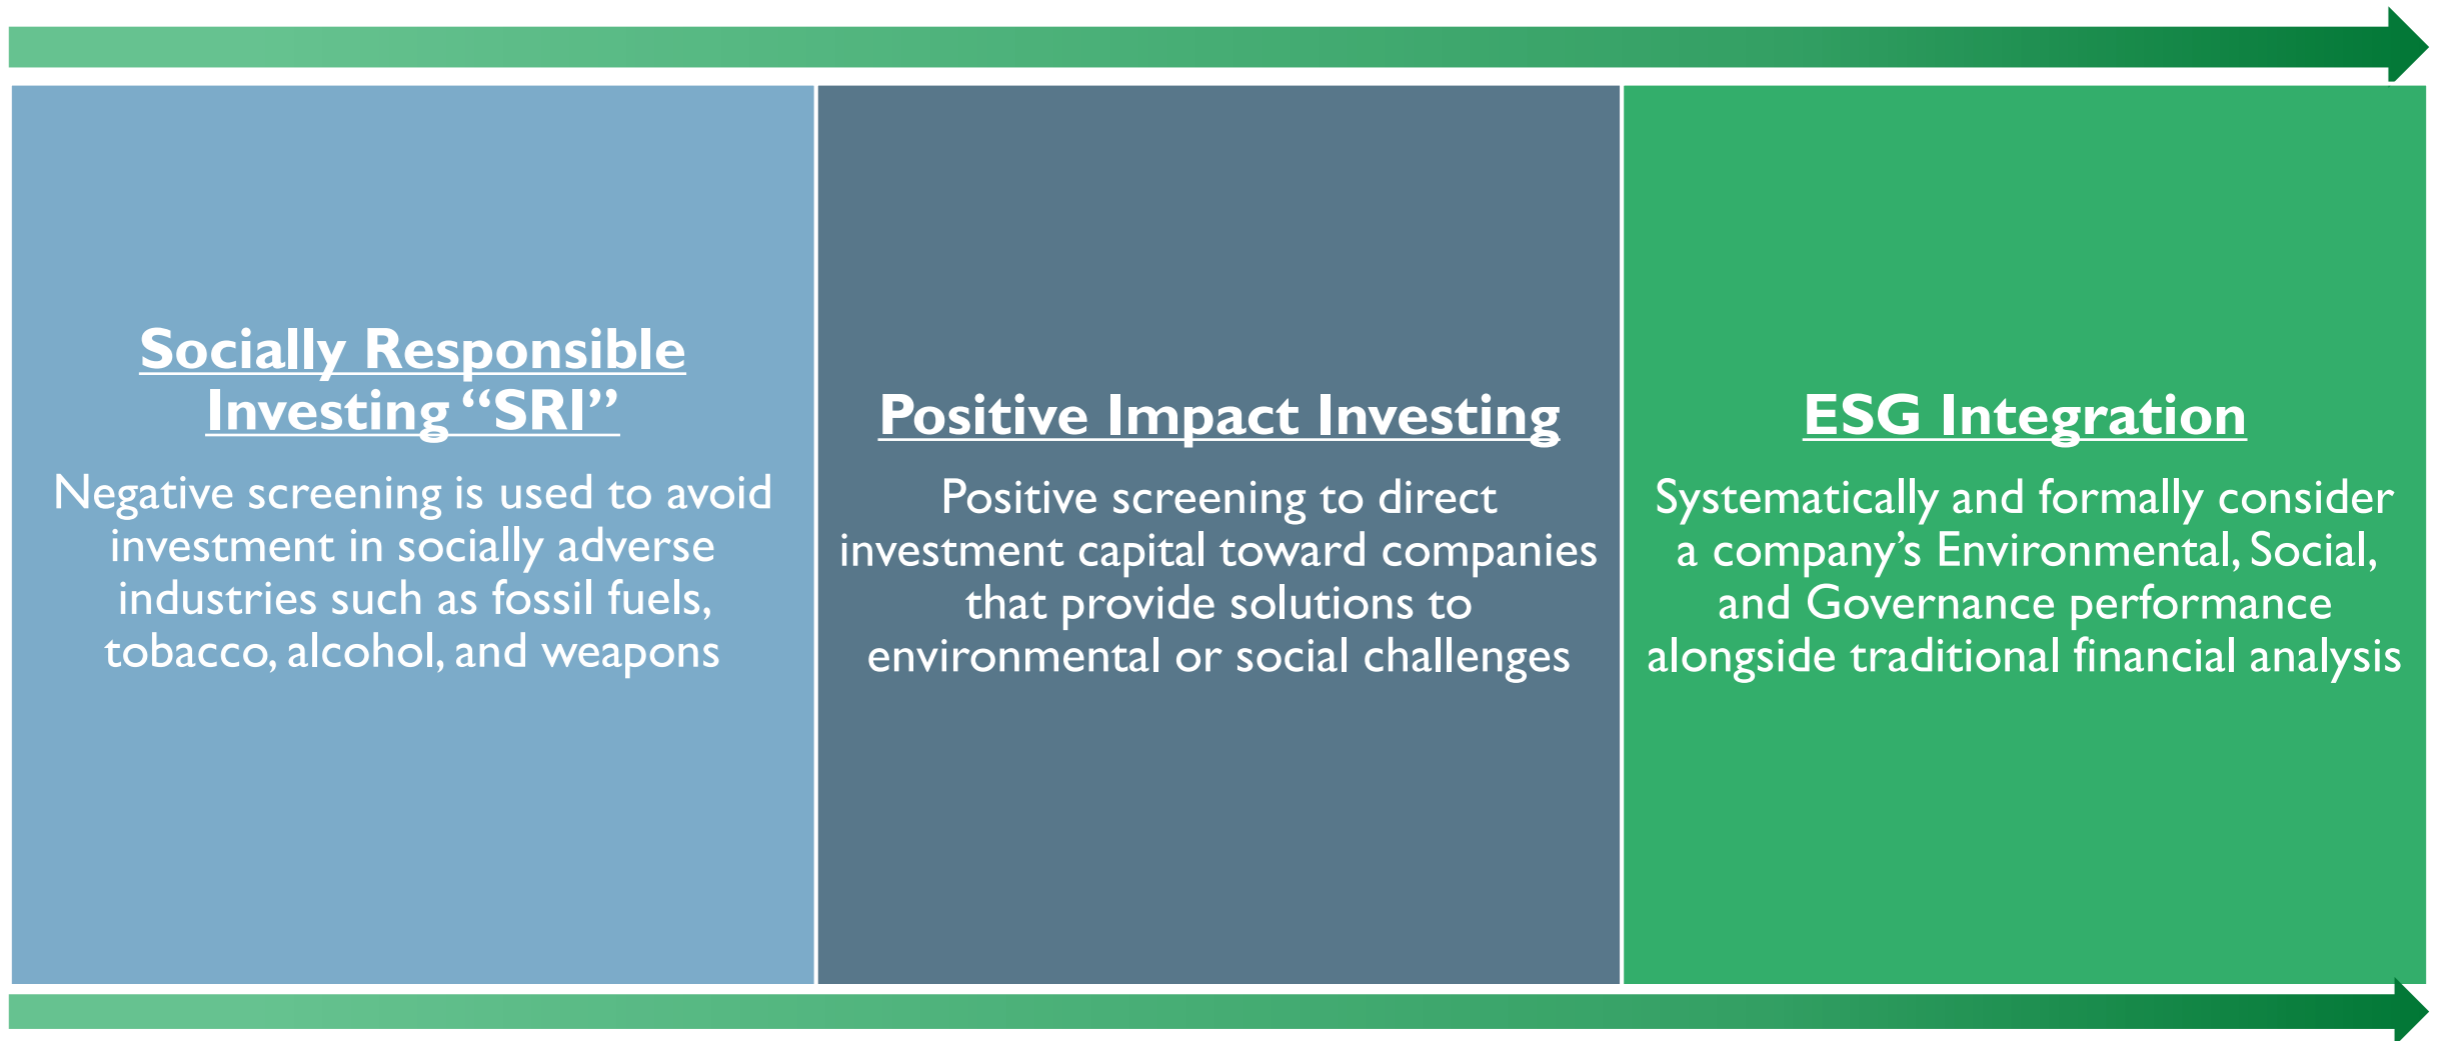 Socially Responsible
Investing “SRI”
Negative screening is used to avoid
investment in socially adverse
industries such as fossil fuels,
tobacco, alcohol, and weapons
Positive Impact Investing
Positive screening to direct
investment capital toward companies
that provide solutions to
environmental or social challenges
ESG Integration
Systematically and formally consider
a company’s Environmental, Social,
and Governance performance
alongside traditional financial analysis